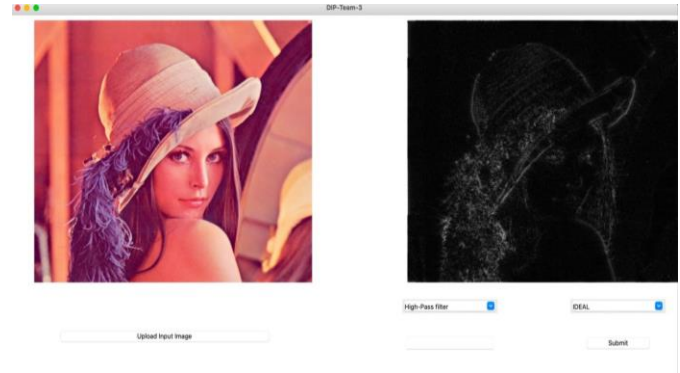 DIP-Team-3
High-Pass filter
IDEAL
Upload Input Image
Submit